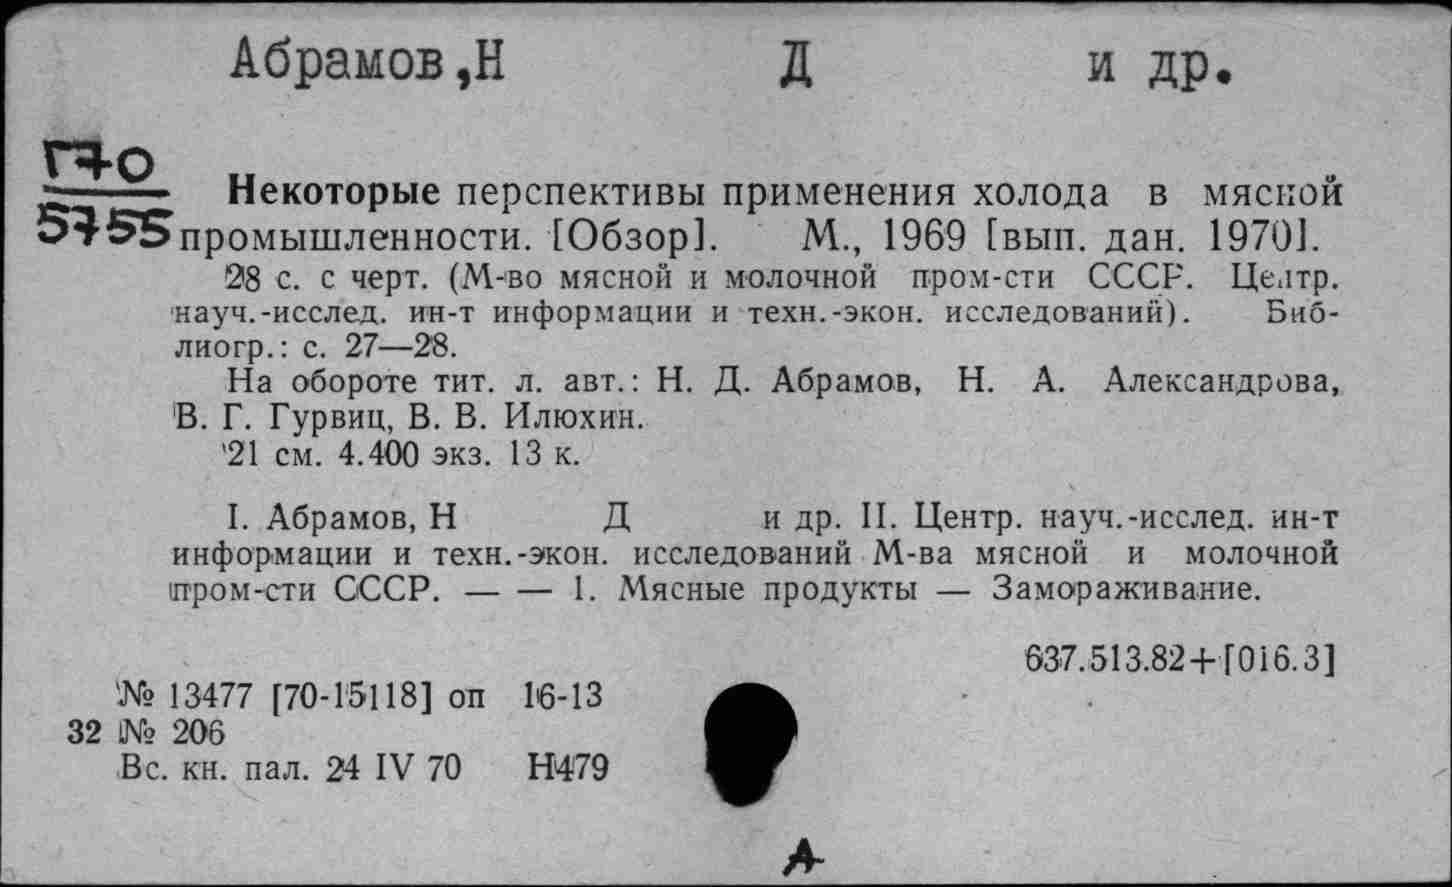 Абрамов,Н Д и др.
Г70
5755
Некоторые перспективы применения холода в мясной
промышленности. [Обзор]. М., 1969 [вып. дан. 1970].
28 с. с черт. (М-во мясной и молочной пром-сти СССР. Центр.
науч.-исслед. ин-т информации и техн.-экон. исследований). Биб-
лиогр.: с. 27—28.
На обороте тит. л. авт.: Н. Д. Абрамов, Н. А. Александрова,
В. Г. Гурвиц, В. В. Илюхин.
21 см. 4.400 экз. 13 к.
I. Абрамов, Н Д и др. II. Центр. науч.-исслед. ин-т
информации и техн.-экон. исследований М-ва мясной и молочной
пром-сти СССР. — — 1. Мясные продукты — Замораживание.
637.513.82+[016.3]
№ 13477 [70-15118] оп 16-13
32 № 206
Вс. кн. пал. 24 IV 70 Н479
А